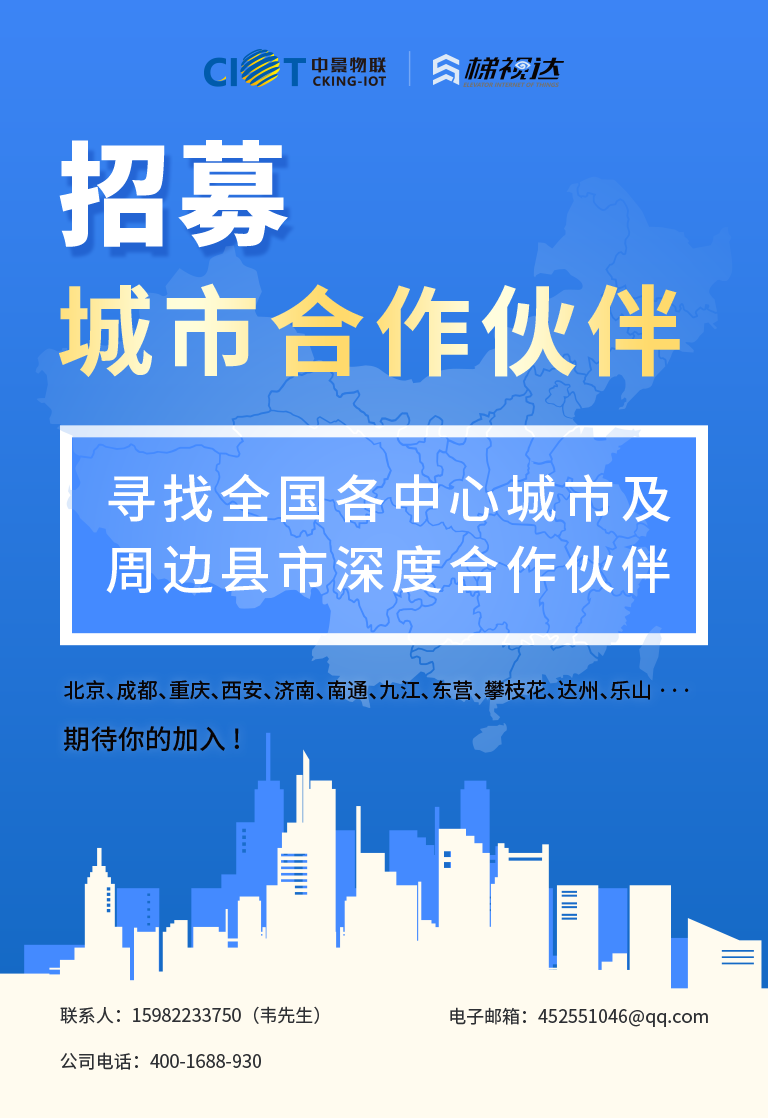 CIOT 中景物联 梯视达
CKING-IOT
招募
城市合作伙伴
寻找全国各中心城市及
周边县市深度合作伙伴
北京、成都、重庆、西安、济南、南通、九江、东营、攀枝花、达州、乐山 ···
期待你的加入！
联系人：15982233750（韦先生） 电子邮箱：452551046@qq.com
公司电话：400-1688-930